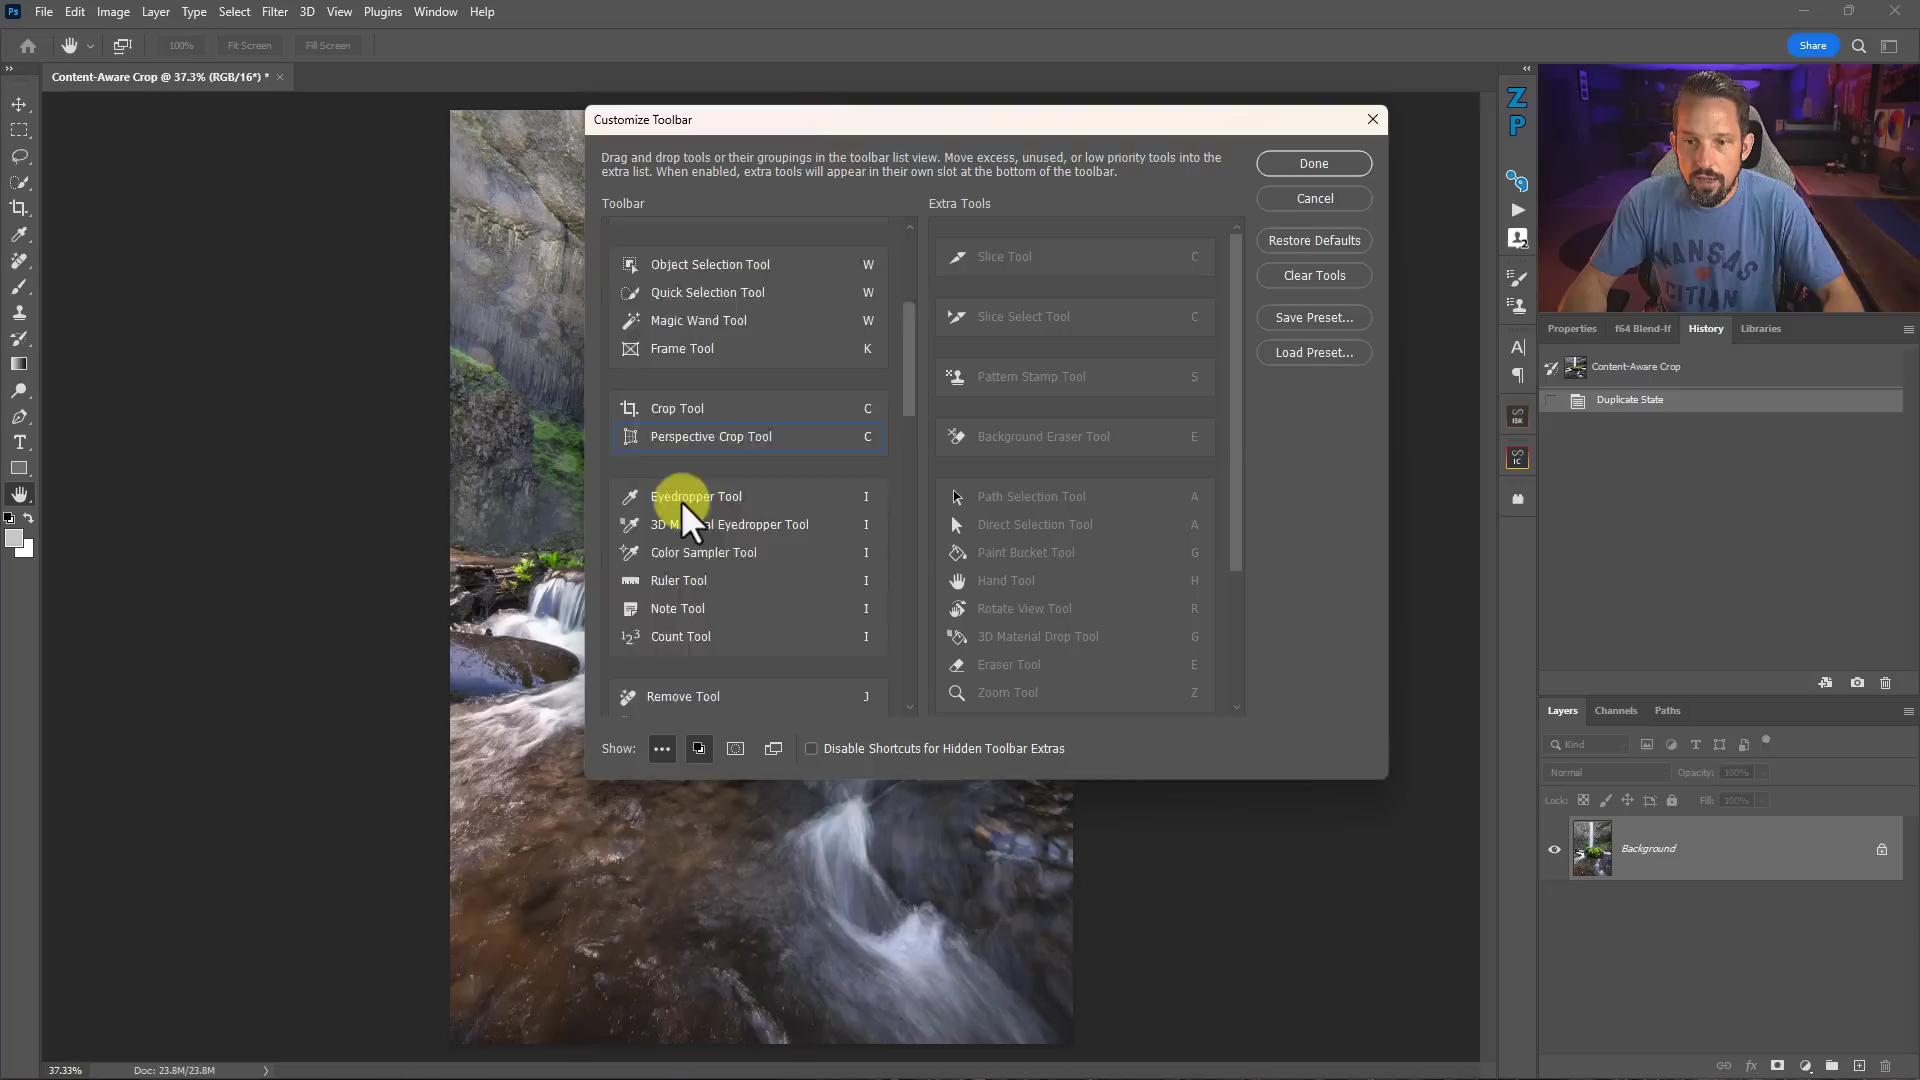 Ps File Edit Image Layer Type Select Filter 3D View Plugins Window Help
100% Fit Screen Fill Screen Share
Content-Aware Crop @ 37.3% (RGB/16*) * ×
Customize Toolbar
Drag and drop tools or their groupings in the toolbar list view. Move excess, unused, or low priority tools into the
extra list. When enabled, extra tools will appear in their own slot at the bottom of the toolbar.
Done
Cancel
Restore Defaults
Clear Tools
Save Preset...
Load Preset...
Toolbar
Object Selection Tool W
Quick Selection Tool W
Magic Wand Tool W
Frame Tool K
Crop Tool C
Perspective Crop Tool C
Eyedropper Tool I
3D M al Eyedropper Tool I
Color Sampler Tool I
Ruler Tool I
Note Tool I
Count Tool I
Remove Tool J
Extra Tools
Slice Tool C
Slice Select Tool C
Pattern Stamp Tool S
Background Eraser Tool E
Path Selection Tool A
Direct Selection Tool A
Paint Bucket Tool G
Hand Tool H
Rotate View Tool R
3D Material Drop Tool G
Eraser Tool E
Zoom Tool Z
Show: Disable Shortcuts for Hidden Toolbar Extras
Z
P
ISK
IC
KANSAS
CITIAN
Properties f64 Blend-If History Libraries
Content-Aware Crop
Duplicate State
Layers Channels Paths
Kind
Normal Opacity: 100%
Lock: Fill: 100%
Background
fx
37.33% Doc: 23.8M/23.8M